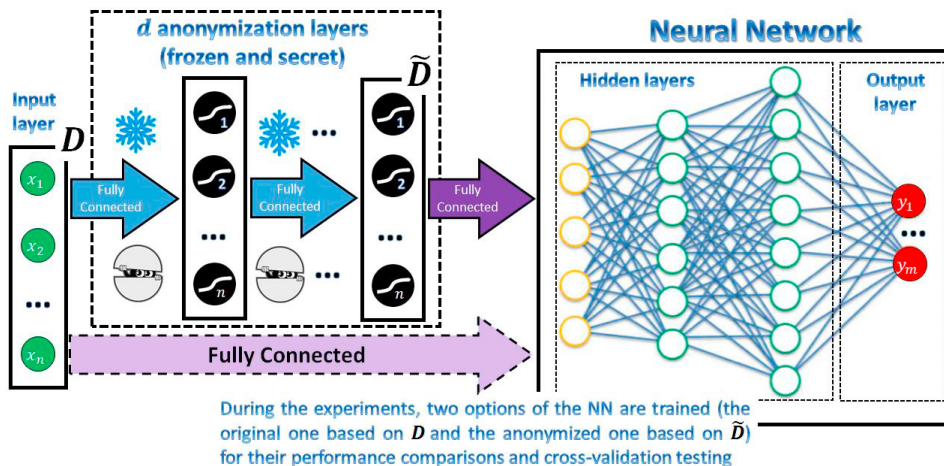 d anonymization layers
(frozen and secret)
Neural Network
Input
layer
D
D̃
Hidden layers
Output
layer
x₁
x₂
...
xₙ
Fully
Connected
1
2
...
n
...
Fully
Connected
...
1
2
...
n
Fully
Connected
y₁
...
yₘ
Fully Connected
During the experiments, two options of the NN are trained (the
original one based on D and the anonymized one based on D̃)
for their performance comparisons and cross-validation testing